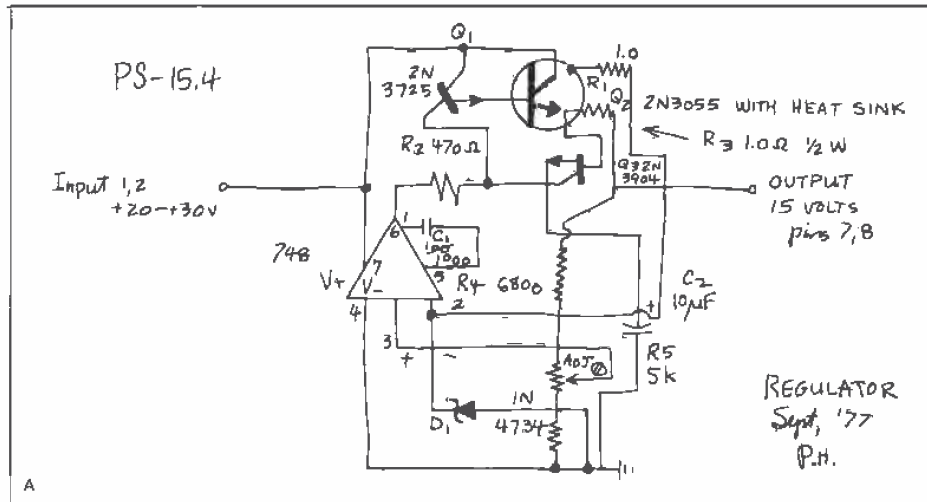 PS-15.4
Q1
2N
3725
1.0
R1
Q2
2N3055 WITH HEAT SINK
R3 1.0Ω 1/2 W
R2 470Ω
Q3 2N
3904
Input 1,2
+20-+30V
OUTPUT
15 VOLTS
pins 7,8
748
1
6
C1
7
V+
V-
4
5
2
R4 6800
3
+ -
C2
10μF
+
ADJ
R5
5K
D1
1N
4734
REGULATOR
Sept, '77
P.H.
A